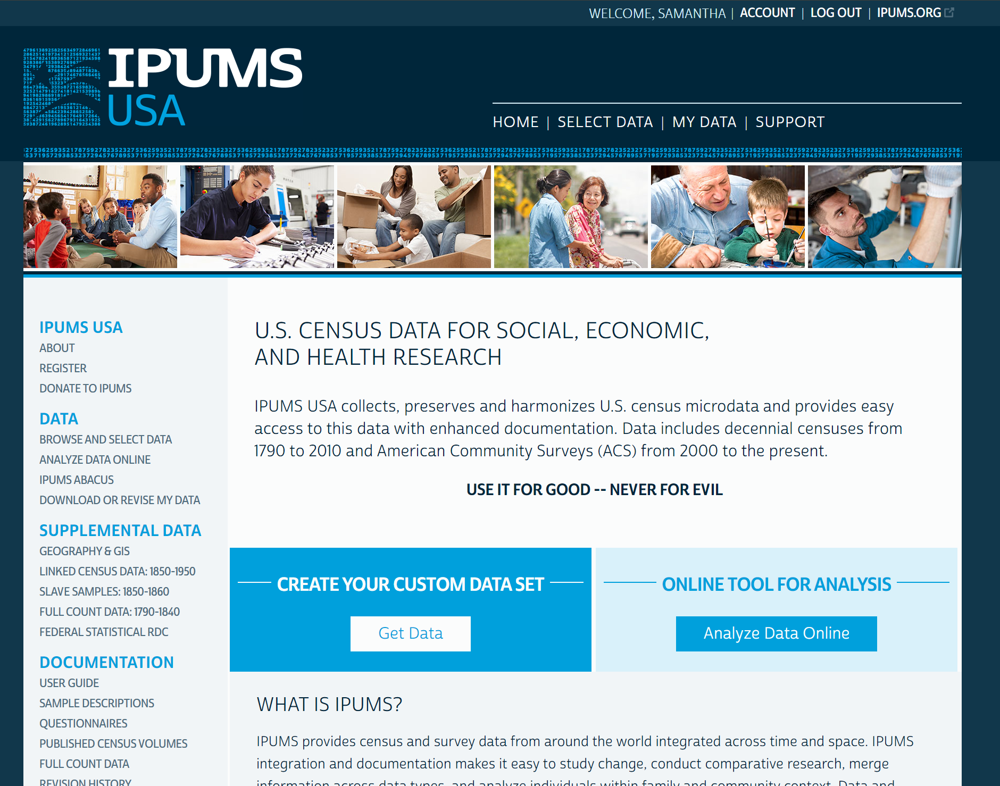 WELCOME, SAMANTHA | ACCOUNT | LOG OUT | IPUMS.ORG
IPUMS
USA
HOME | SELECT DATA | MY DATA | SUPPORT
IPUMS USA
ABOUT
REGISTER
DONATE TO IPUMS
DATA
BROWSE AND SELECT DATA
ANALYZE DATA ONLINE
IPUMS ABACUS
DOWNLOAD OR REVISE MY DATA
SUPPLEMENTAL DATA
GEOGRAPHY & GIS
LINKED CENSUS DATA: 1850-1950
SLAVE SAMPLES: 1850-1860
FULL COUNT DATA: 1790-1840
FEDERAL STATISTICAL RDC
DOCUMENTATION
USER GUIDE
SAMPLE DESCRIPTIONS
QUESTIONNAIRES
PUBLISHED CENSUS VOLUMES
FULL COUNT DATA
REVISION HISTORY
U.S. CENSUS DATA FOR SOCIAL, ECONOMIC,
AND HEALTH RESEARCH
IPUMS USA collects, preserves and harmonizes U.S. census microdata and provides easy
access to this data with enhanced documentation. Data includes decennial censuses from
1790 to 2010 and American Community Surveys (ACS) from 2000 to the present.
USE IT FOR GOOD -- NEVER FOR EVIL
CREATE YOUR CUSTOM DATA SET
Get Data
ONLINE TOOL FOR ANALYSIS
Analyze Data Online
WHAT IS IPUMS?
IPUMS provides census and survey data from around the world integrated across time and space. IPUMS
integration and documentation makes it easy to study change, conduct comparative research, merge
information across data types, and analyze individuals within family and community context. Data and